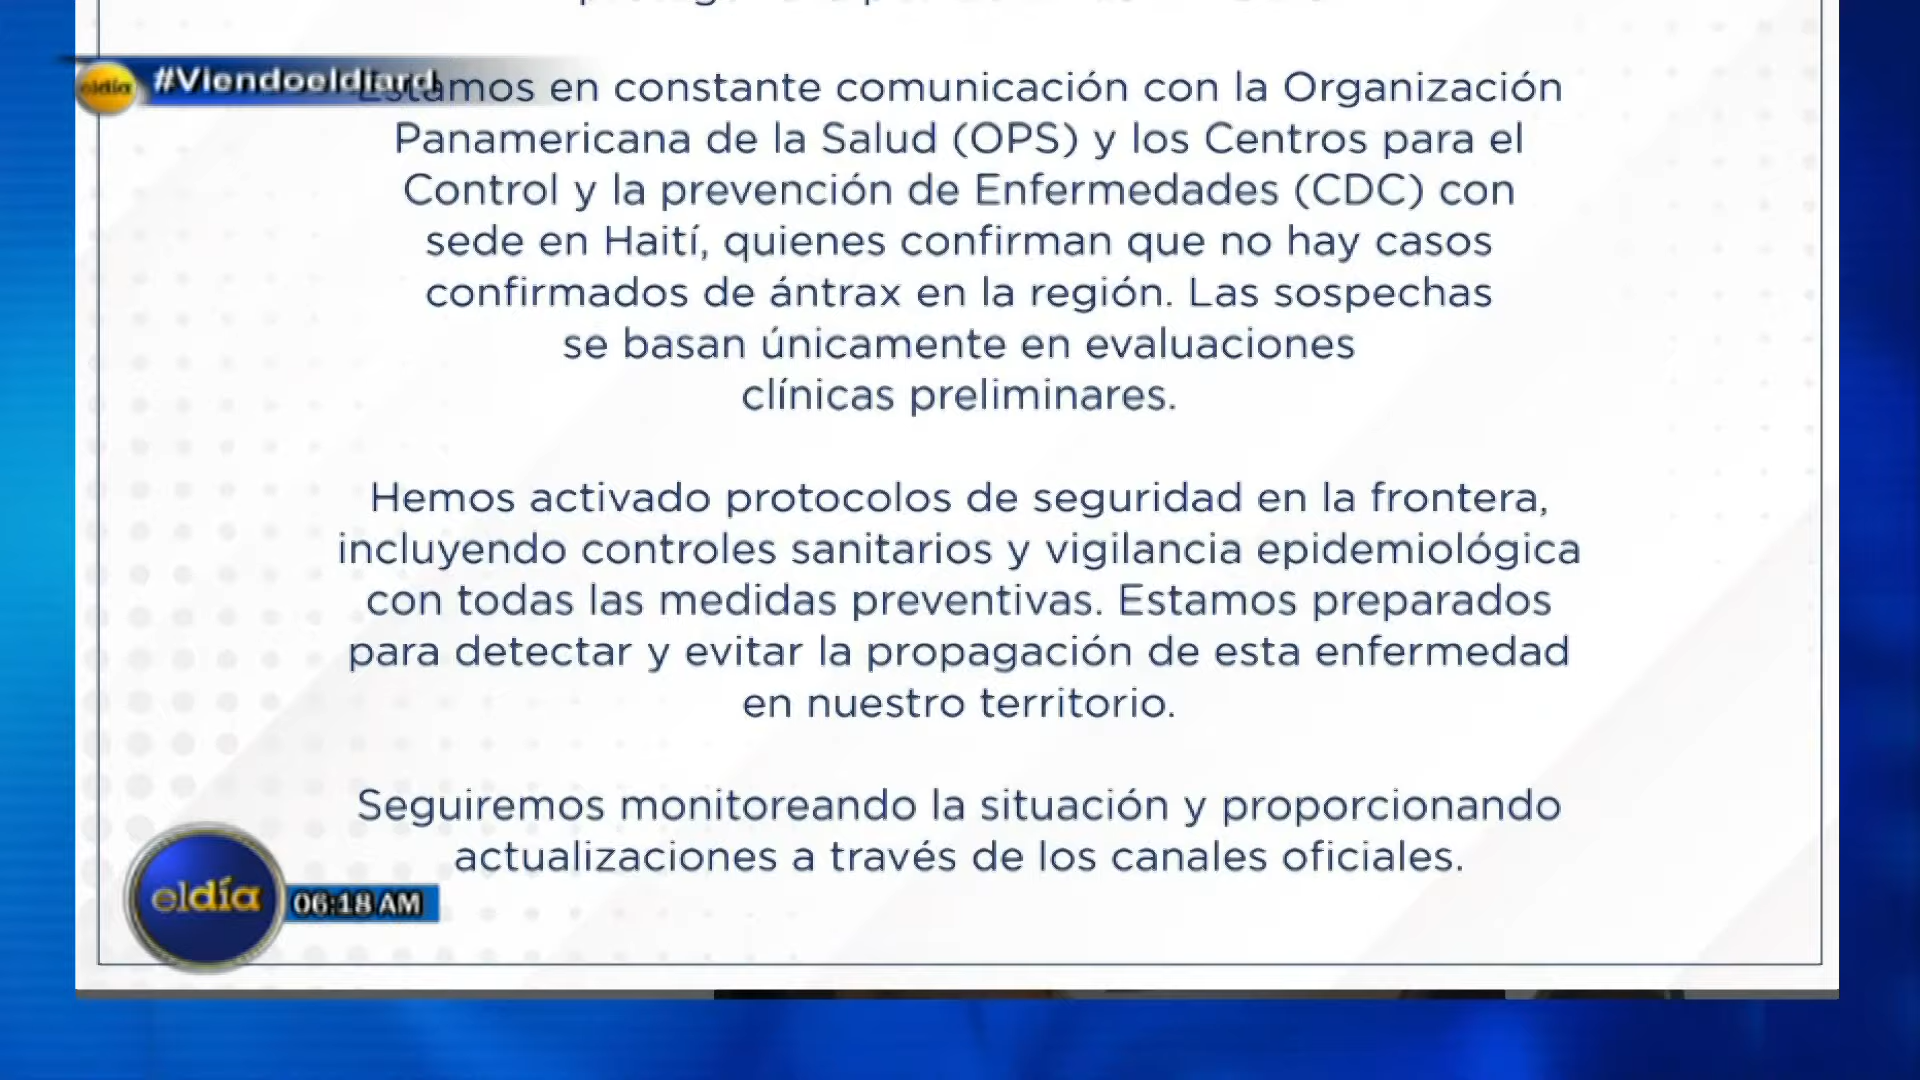 #Viendoeldiard
eldía
Estamos en constante comunicación con la Organización
Panamericana de la Salud (OPS) y los Centros para el
Control y la prevención de Enfermedades (CDC) con
sede en Haití, quienes confirman que no hay casos
confirmados de ántrax en la región. Las sospechas
se basan únicamente en evaluaciones
clínicas preliminares.
Hemos activado protocolos de seguridad en la frontera,
incluyendo controles sanitarios y vigilancia epidemiológica
con todas las medidas preventivas. Estamos preparados
para detectar y evitar la propagación de esta enfermedad
en nuestro territorio.
Seguiremos monitoreando la situación y proporcionando
actualizaciones a través de los canales oficiales.
eldía
06:18 AM